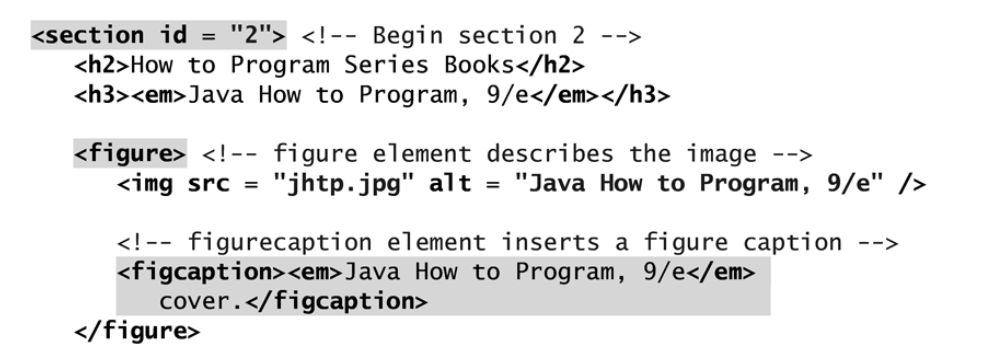 <section id = "2"> <!-- Begin section 2 -->
<h2>How to Program Series Books</h2>
<h3><em>Java How to Program, 9/e</em></h3>
<figure> <!-- figure element describes the image -->
<img src = "jhtp.jpg" alt = "Java How to Program, 9/e" />
<!-- figurecaption element inserts a figure caption -->
<figcaption><em>Java How to Program, 9/e</em>
cover.</figcaption>
</figure>